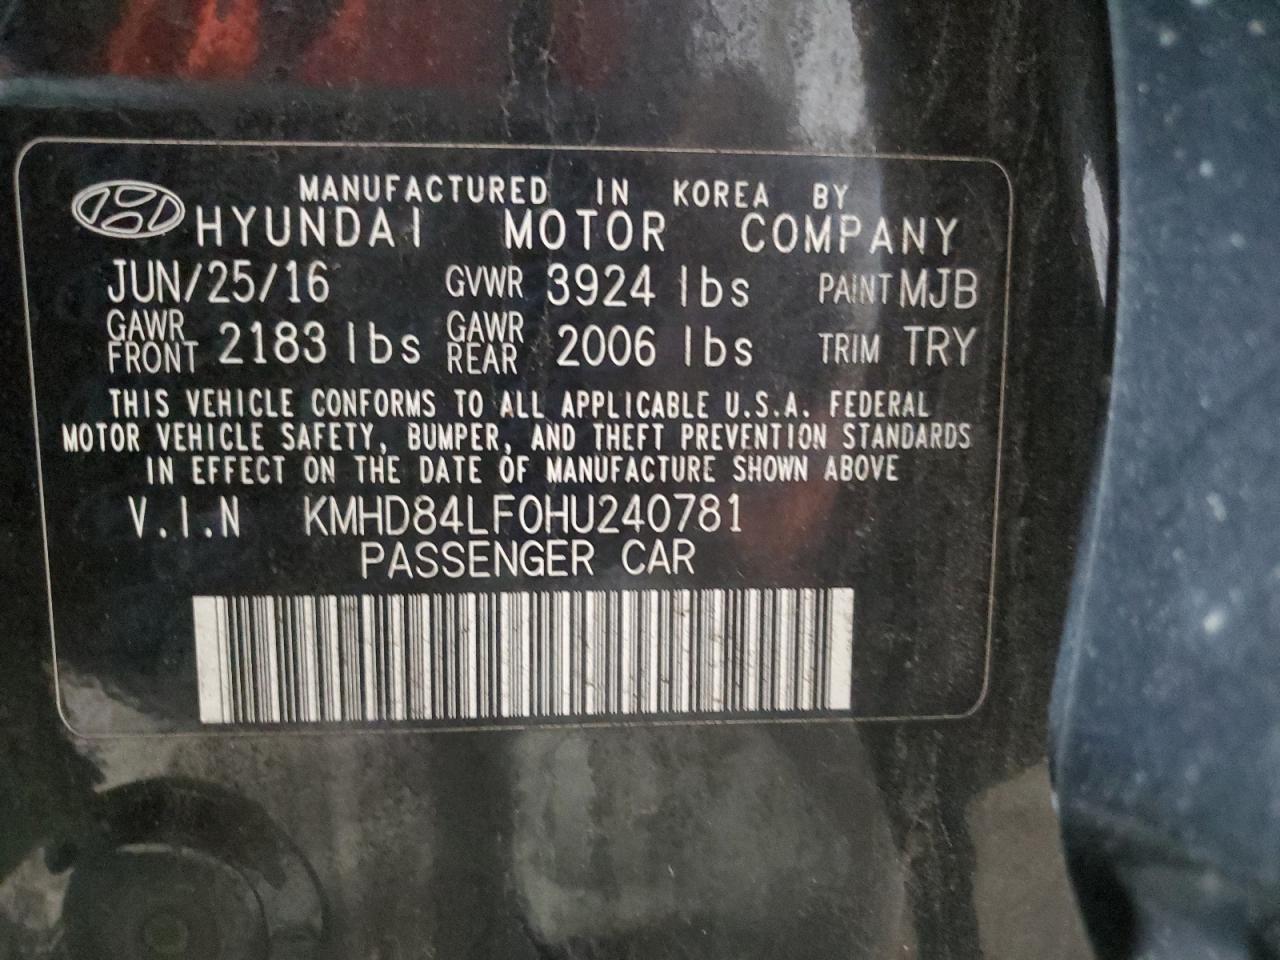 MANUFACTURED IN KOREA BY
HYUNDAI MOTOR COMPANY
JUN/25/16 GVWR 3924 lbs PAINT MJB
GAWR FRONT 2183 lbs GAWR REAR 2006 lbs TRIM TRY
THIS VEHICLE CONFORMS TO ALL APPLICABLE U.S.A. FEDERAL
MOTOR VEHICLE SAFETY, BUMPER, AND THEFT PREVENTION STANDARDS
IN EFFECT ON THE DATE OF MANUFACTURE SHOWN ABOVE
V.I.N KMHD84LF0HU240781
PASSENGER CAR